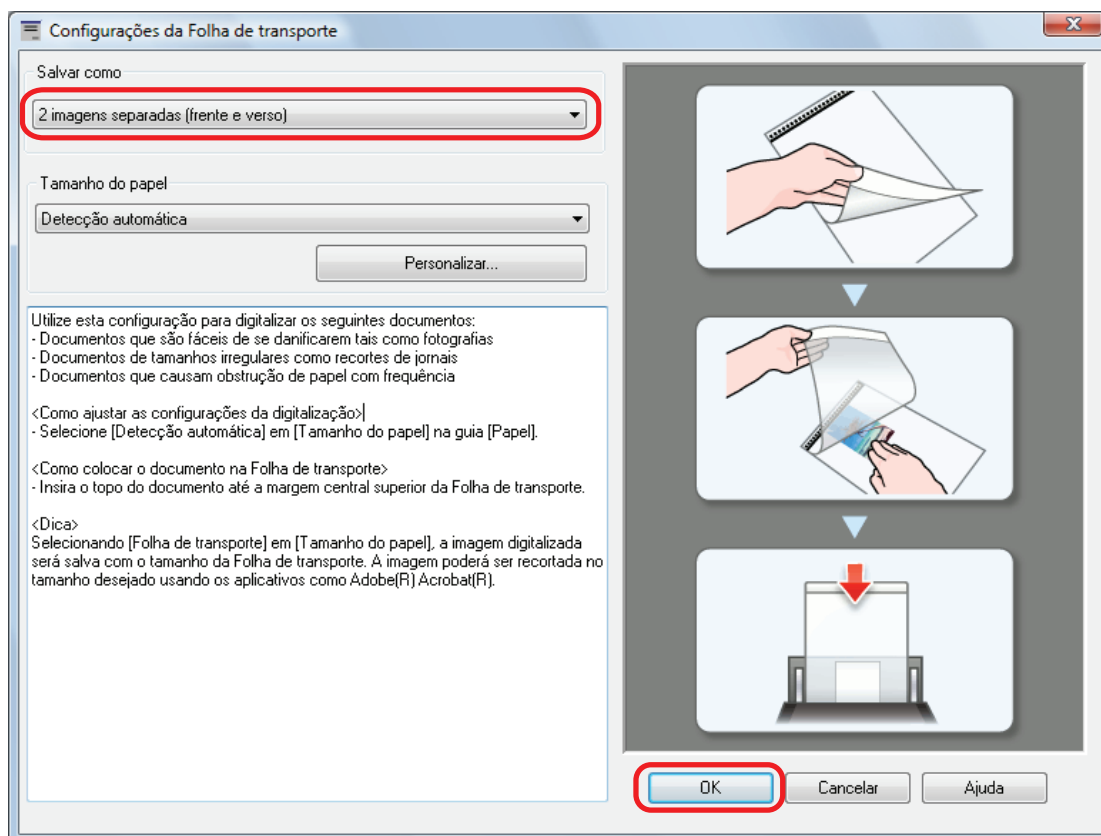 Configurações da Folha de transporte
Salvar como
2 imagens separadas (frente e verso)
Tamanho do papel
Detecção automática
Personalizar...
Utilize esta configuração para digitalizar os seguintes documentos:
- Documentos que são fáceis de se danificarem tais como fotografias
- Documentos de tamanhos irregulares como recortes de jornais
- Documentos que causam obstrução de papel com frequência
<Como ajustar as configurações da digitalização>
- Selecione [Detecção automática] em [Tamanho do papel] na guia [Papel].
<Como colocar o documento na Folha de transporte>
- Insira o topo do documento até a margem central superior da Folha de transporte.
<Dica>
Selecionando [Folha de transporte] em [Tamanho do papel], a imagem digitalizada
será salva com o tamanho da Folha de transporte. A imagem poderá ser recortada no
tamanho desejado usando os aplicativos como Adobe(R) Acrobat(R).
OK
Cancelar
Ajuda